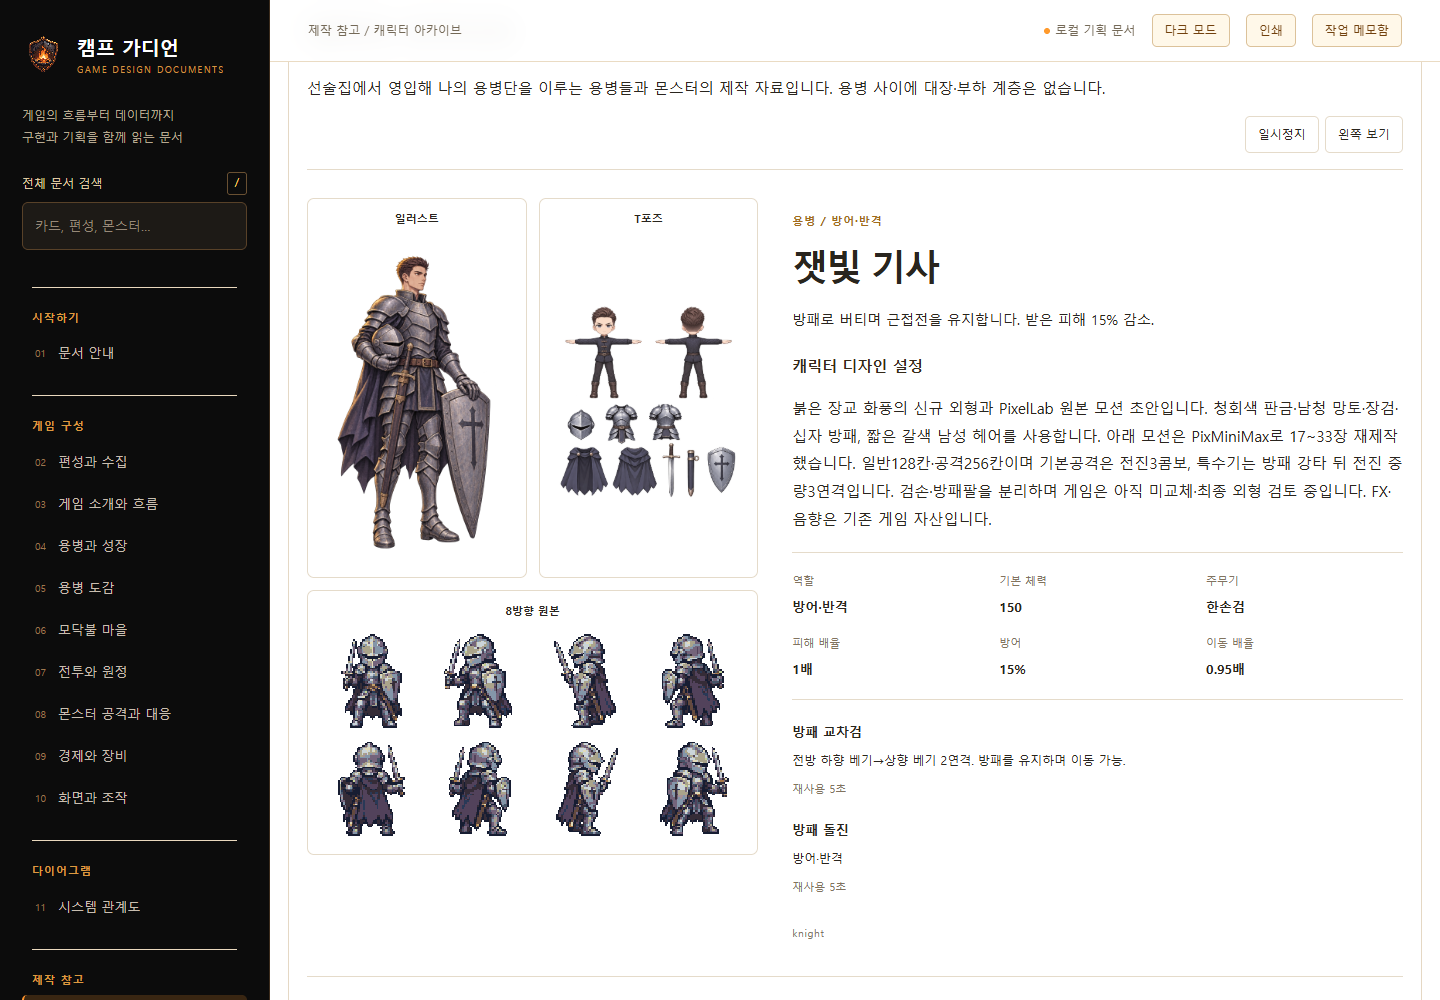 캠프 가디언
GAME DESIGN DOCUMENTS
게임의 흐름부터 데이터까지
구현과 기획을 함께 읽는 문서
전체 문서 검색
/
카드, 편성, 몬스터...
시작하기
01 문서 안내
게임 구성
02 편성과 수집
03 게임 소개와 흐름
04 용병과 성장
05 용병 도감
06 모닥불 마을
07 전투와 원정
08 몬스터 공격과 대응
09 경제와 장비
10 화면과 조작
다이어그램
11 시스템 관계도
제작 참고
제작 참고 / 캐릭터 아카이브
로컬 기획 문서
다크 모드
인쇄
작업 메모함
선술집에서 영입해 나의 용병단을 이루는 용병들과 몬스터의 제작 자료입니다. 용병 사이에 대장·부하 계층은 없습니다.
일시정지
왼쪽 보기
일러스트
T포즈
8방향 원본
용병 / 방어·반격
잿빛 기사
방패로 버티며 근접전을 유지합니다. 받은 피해 15% 감소.
캐릭터 디자인 설정
붉은 장교 화풍의 신규 외형과 PixelLab 원본 모션 초안입니다. 청회색 판금·남청 망토·장검·
십자 방패, 짧은 갈색 남성 헤어를 사용합니다. 아래 모션은 PixMiniMax로 17~33장 재제작
했습니다. 일반128칸·공격256칸이며 기본공격은 전진3콤보, 특수기는 방패 강타 뒤 전진 중
량3연격입니다. 검손·방패팔을 분리하며 게임은 아직 미교체·최종 외형 검토 중입니다. FX·
음향은 기존 게임 자산입니다.
역할
방어·반격
기본 체력
150
주무기
한손검
피해 배율
1배
방어
15%
이동 배율
0.95배
방패 교차검
전방 하향 베기→상향 베기 2연격. 방패를 유지하며 이동 가능.
재사용 5초
방패 돌진
방어·반격
재사용 5초
knight